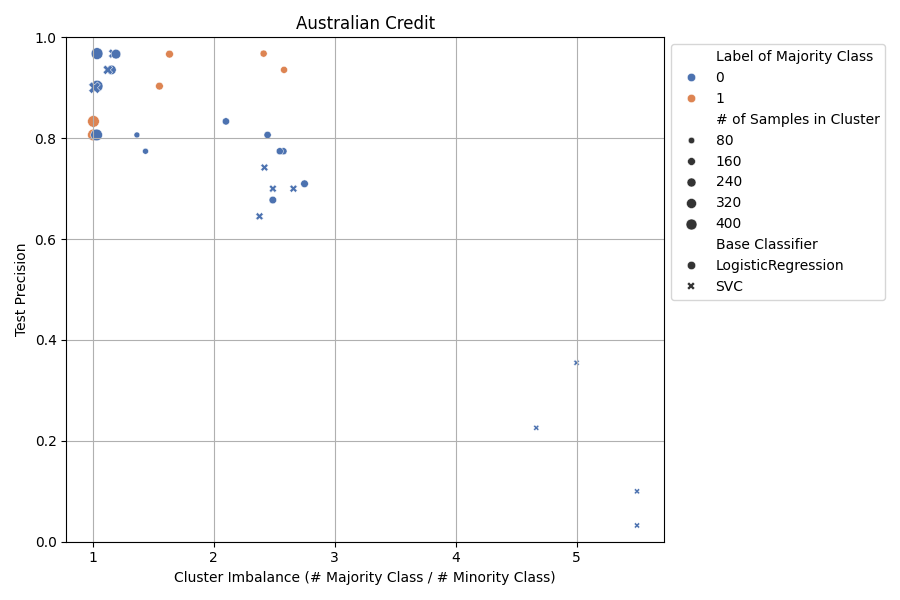 Australian Credit
Test Precision
1.0
0.8
0.6
0.4
0.2
0.0
1 2 3 4 5
Cluster Imbalance (# Majority Class / # Minority Class)
Label of Majority Class
0
1
# of Samples in Cluster
80
160
240
320
400
Base Classifier
LogisticRegression
SVC